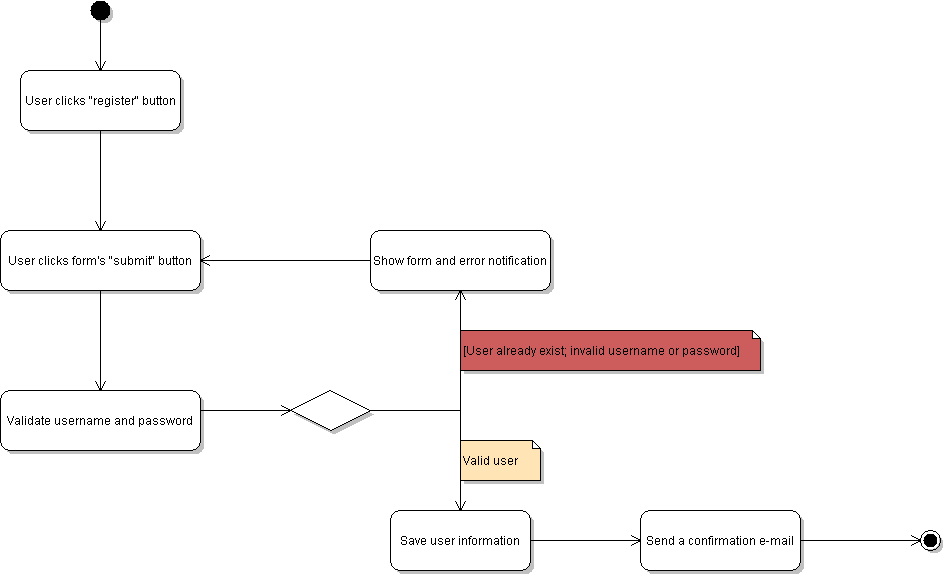 User clicks "register" button
User clicks form's "submit" button
Show form and error notification
[User already exist; invalid username or password]
Validate username and password
Valid user
Save user information
Send a confirmation e-mail